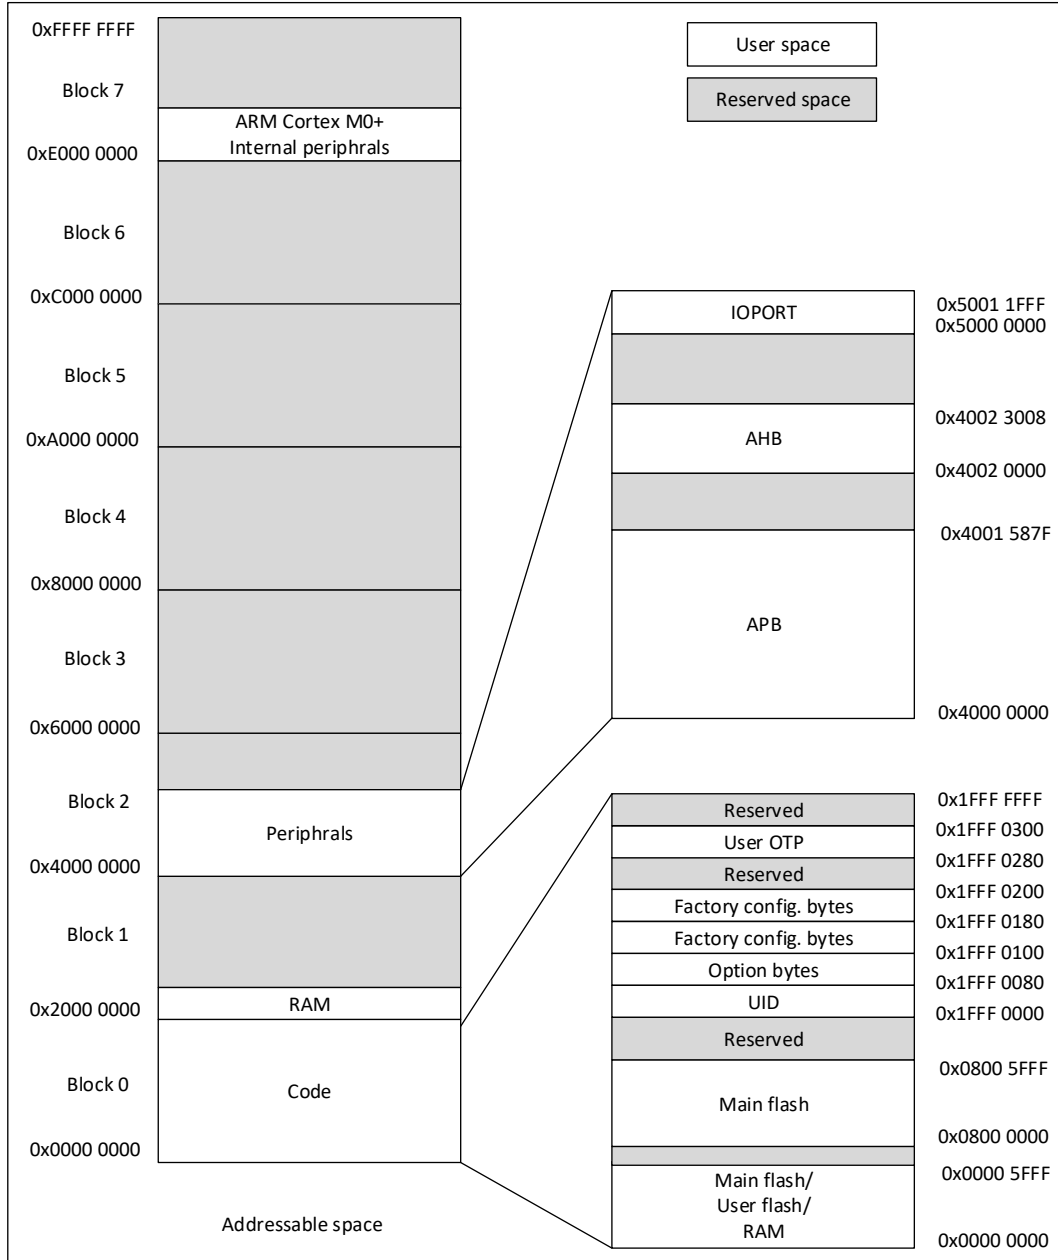 0xFFFF FFFF
Block 7
ARM Cortex M0+
Internal periphrals
0xE000 0000
Block 6
0xC000 0000
Block 5
0xA000 0000
Block 4
0x8000 0000
Block 3
0x6000 0000
Block 2
Periphrals
0x4000 0000
Block 1
RAM
0x2000 0000
Block 0
Code
0x0000 0000
Addressable space
User space
Reserved space
IOPORT
0x5001 1FFF
0x5000 0000
AHB
0x4002 3008
0x4002 0000
0x4001 587F
APB
0x4000 0000
Reserved
0x1FFF FFFF
0x1FFF 0300
User OTP
0x1FFF 0280
Reserved
0x1FFF 0200
Factory config. bytes
0x1FFF 0180
Factory config. bytes
0x1FFF 0100
Option bytes
0x1FFF 0080
UID
0x1FFF 0000
Reserved
0x0800 5FFF
Main flash
0x0800 0000
0x0000 5FFF
Main flash/
User flash/
RAM
0x0000 0000